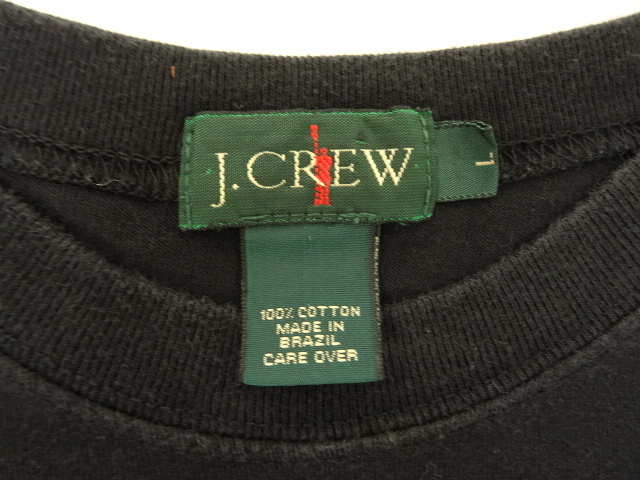 J.CREW
L
100% COTTON
MADE IN
BRAZIL
CARE OVER